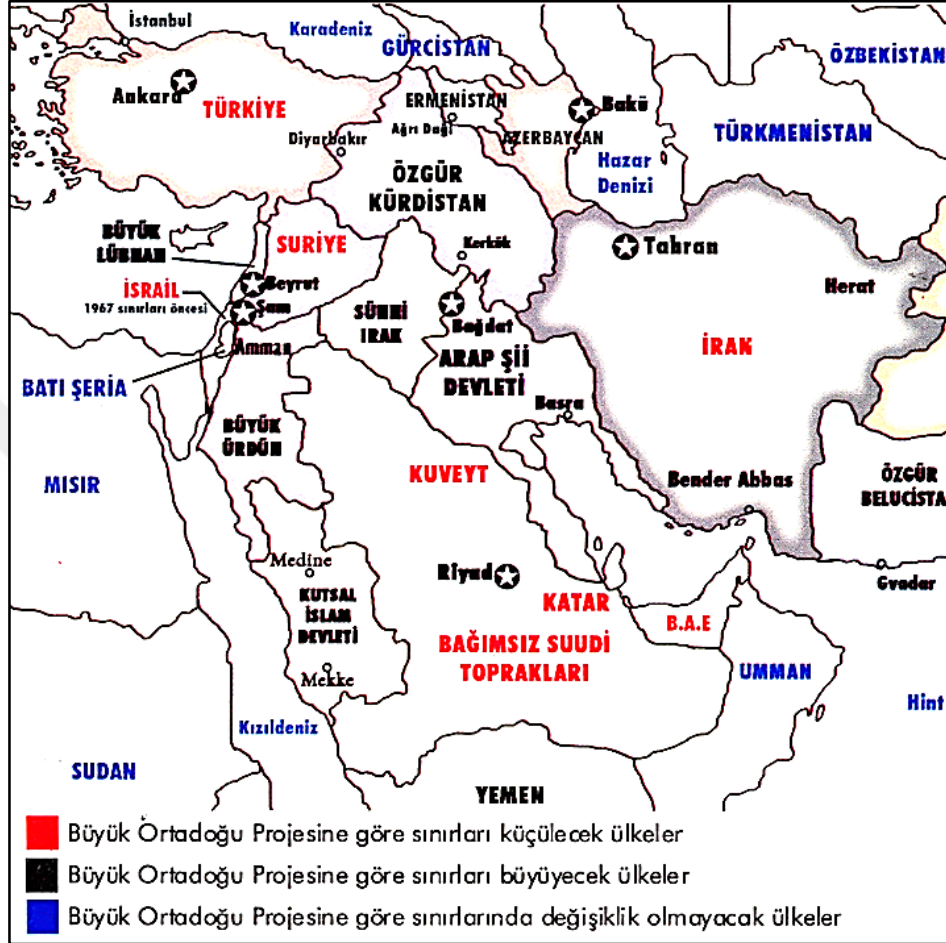 İstanbul
Karadeniz
GÜRCİSTAN
ÖZBEKİSTAN
Ankara
TÜRKİYE
ERMENİSTAN
Bakü
Diyarbakır
Ağrı Dağı
AZERBAYCAN
TÜRKMENİSTAN
Hazar
Denizi
ÖZGÜR
KÜRDİSTAN
BÜYÜK
LÜBNAN
SURİYE
Kerkük
Tahran
İSRAİL
1967 sınırları öncesi
Beyrut
Şam
Herat
SÜNNİ
IRAK
Bağdat
Amman
İRAK
ARAP Şİİ
DEVLETİ
BATI ŞERİA
Basra
BÜYÜK
ÜRDÜN
MISIR
KUVEYT
Bender Abbas
ÖZGÜR
BELUCİSTA
Medine
Riyad
Gvadar
KUTSAL
İSLAM
DEVLETİ
KATAR
B.A.E
BAĞIMSIZ SUUDİ
TOPRAKLARI
Mekke
UMMAN
Kızıldeniz
Hint
SUDAN
YEMEN
Büyük Ortadoğu Projesine göre sınırları küçülecek ülkeler
Büyük Ortadoğu Projesine göre sınırları büyüyecek ülkeler
Büyük Ortadoğu Projesine göre sınırlarında değişiklik olmayacak ülkeler